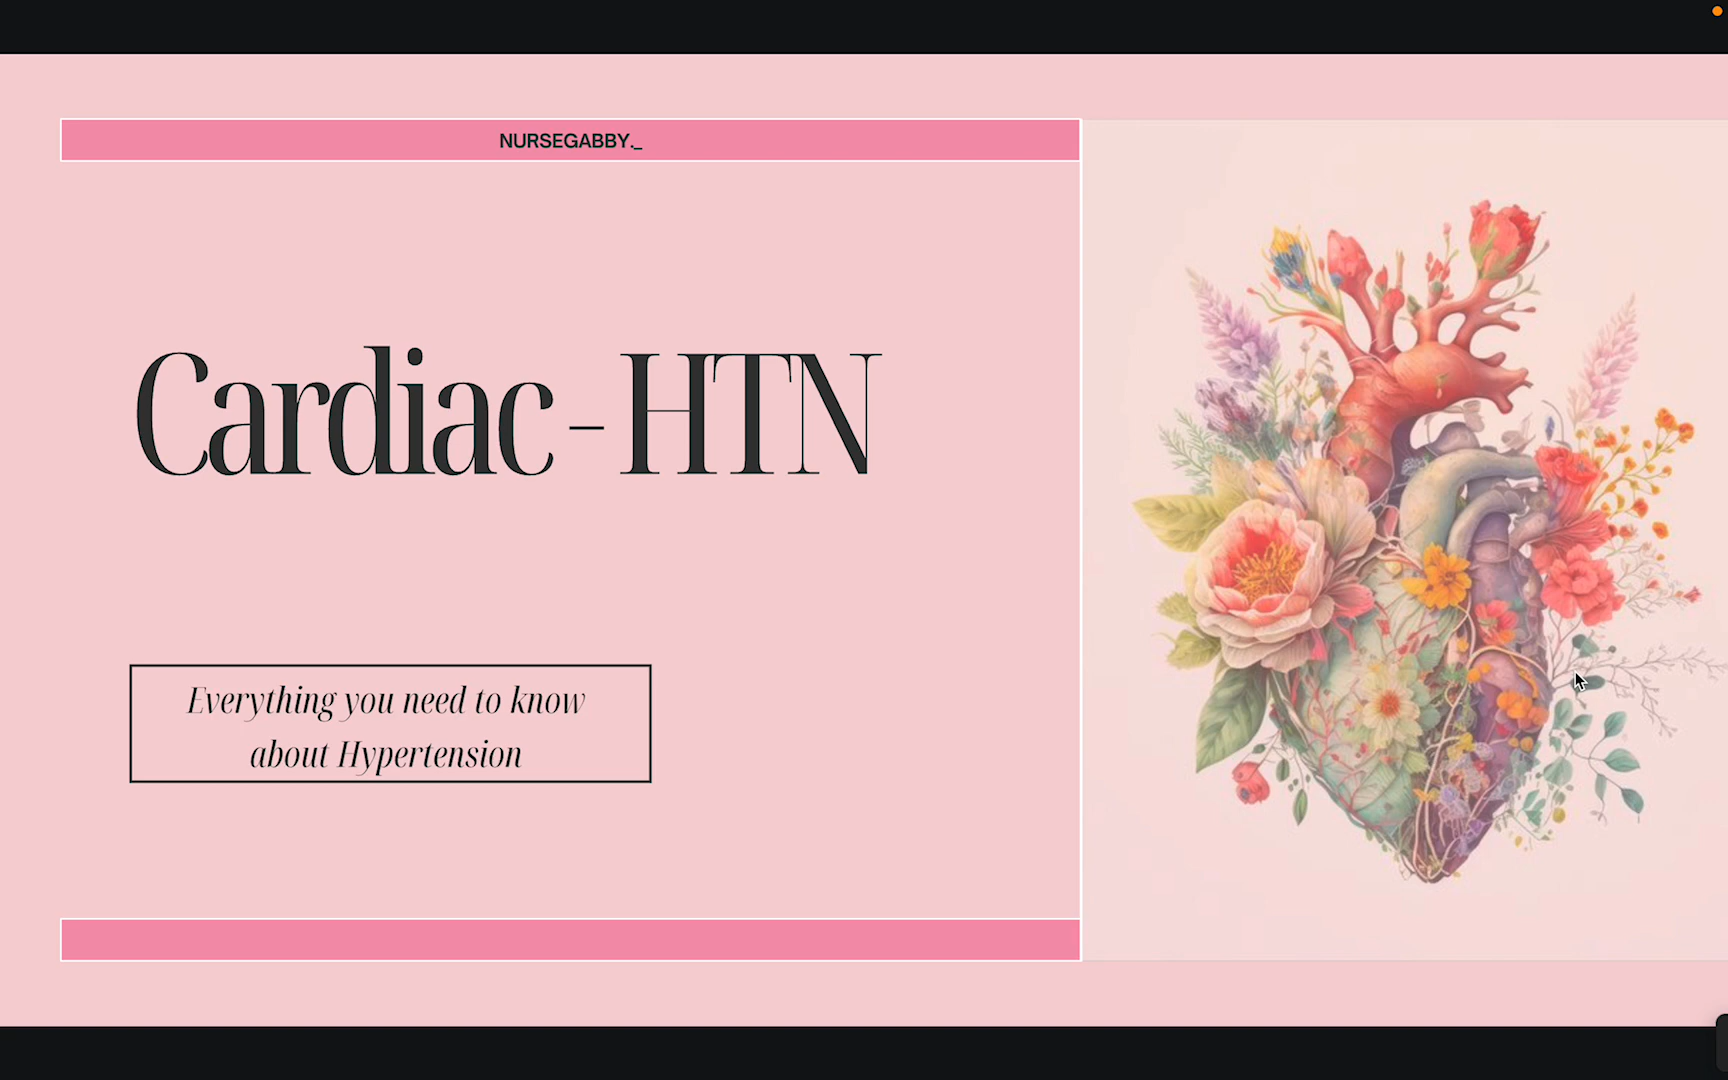 NURSEGABBY._
Cardiac - HTN
Everything you need to know
about Hypertension